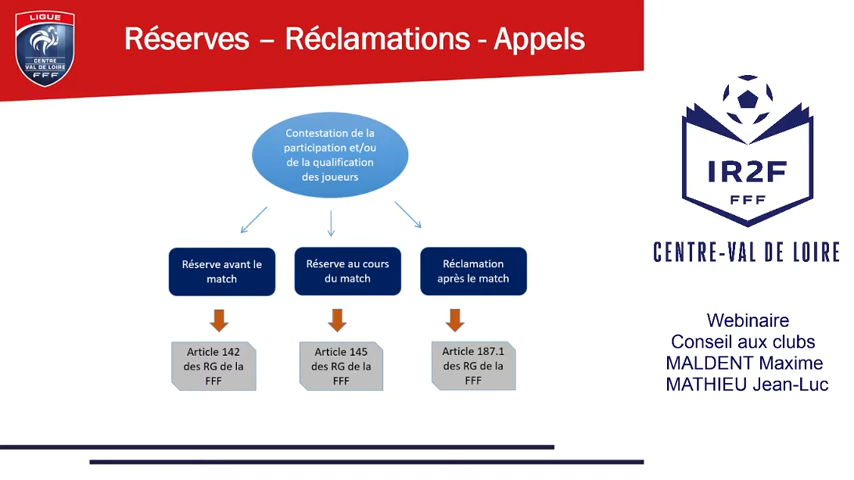 LIGUE
CENTRE
VAL DE LOIRE
FFF
Réserves – Réclamations - Appels
Contestation de la
participation et/ou
de la qualification
des joueurs
Réserve avant le
match
Réserve au cours
du match
Réclamation
après le match
Article 142
des RG de la
FFF
Article 145
des RG de la
FFF
Article 187.1
des RG de la
FFF
IR2F
FFF
CENTRE-VAL DE LOIRE
Webinaire
Conseil aux clubs
MALDENT Maxime
MATHIEU Jean-Luc